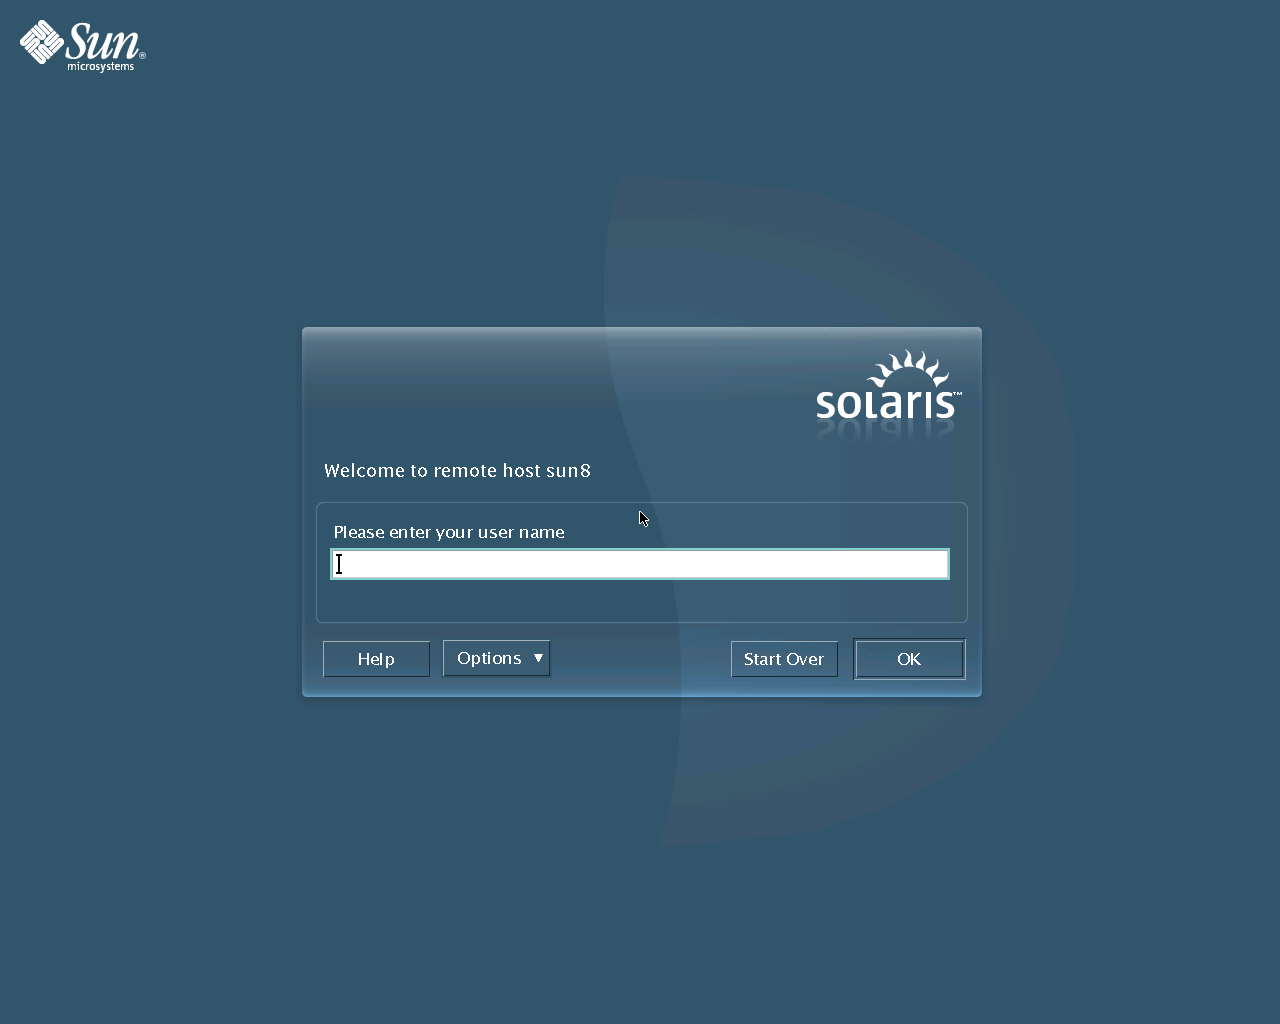 Sun®
microsystems
solaris™
Welcome to remote host sun8
Please enter your user name
Help
Options ▼
Start Over
OK